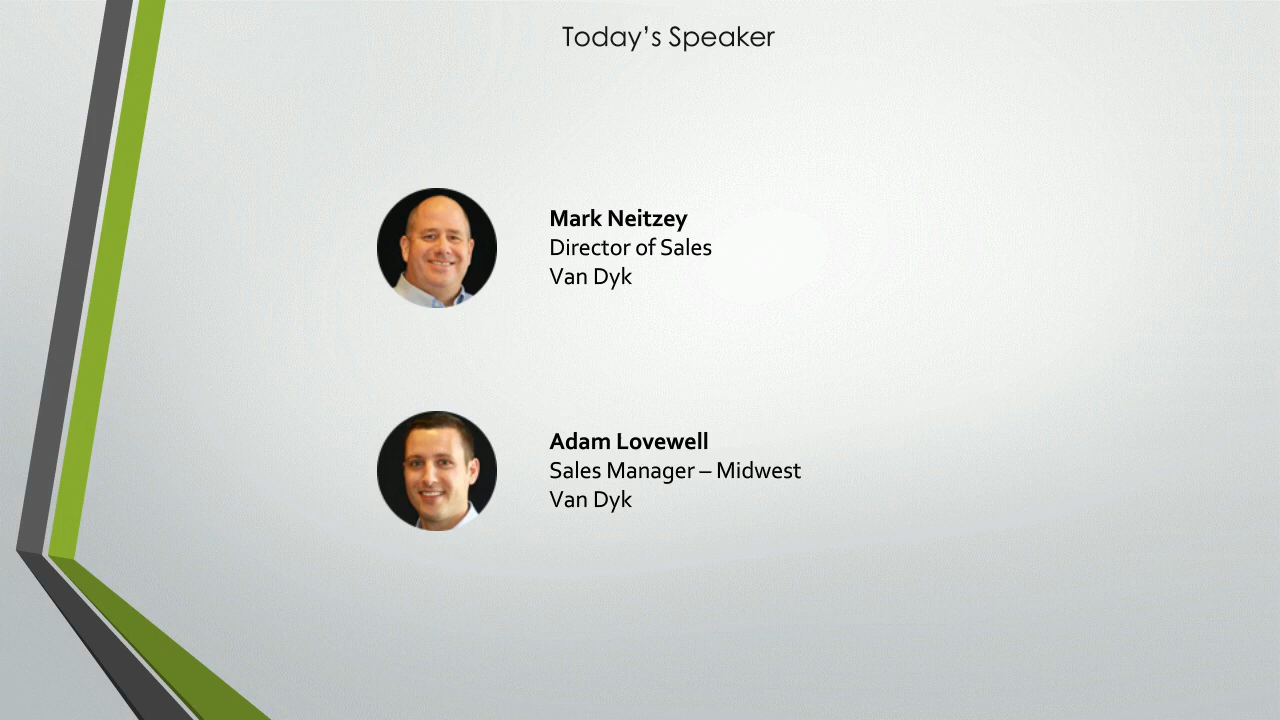 Today’s Speaker
Mark Neitzey
Director of Sales
Van Dyk
Adam Lovewell
Sales Manager – Midwest
Van Dyk